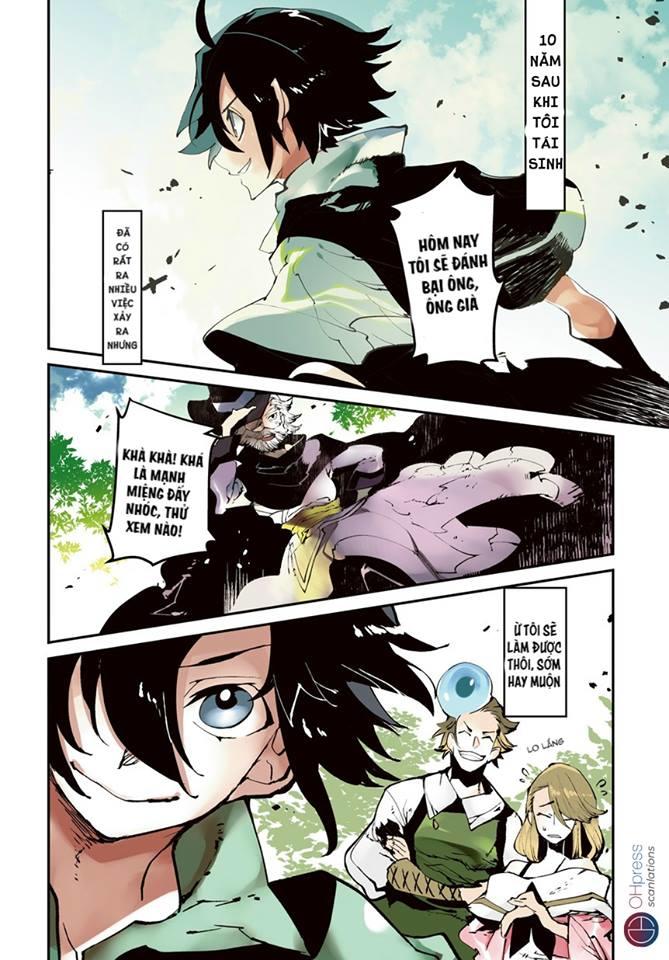 10
NĂM
SAU
KHI
TÔI
TÁI
SINH
HÔM NAY
TÔI SẼ ĐÁNH
BẠI ÔNG,
ÔNG GIÀ
ĐÃ
CÓ RẤT
RA NHIỀU
VIỆC
XẢY RA
NHƯNG
KHÀ KHÀ! KHÁ
LÀ MẠNH
MIỆNG ĐẤY
NHÓC, THỬ
XEM NÀO!
Ừ TÔI SẼ
LÀM ĐƯỢC
THÔI, SỚM
HAY MUỘN
LO LẮNG
OHpress
scanlations